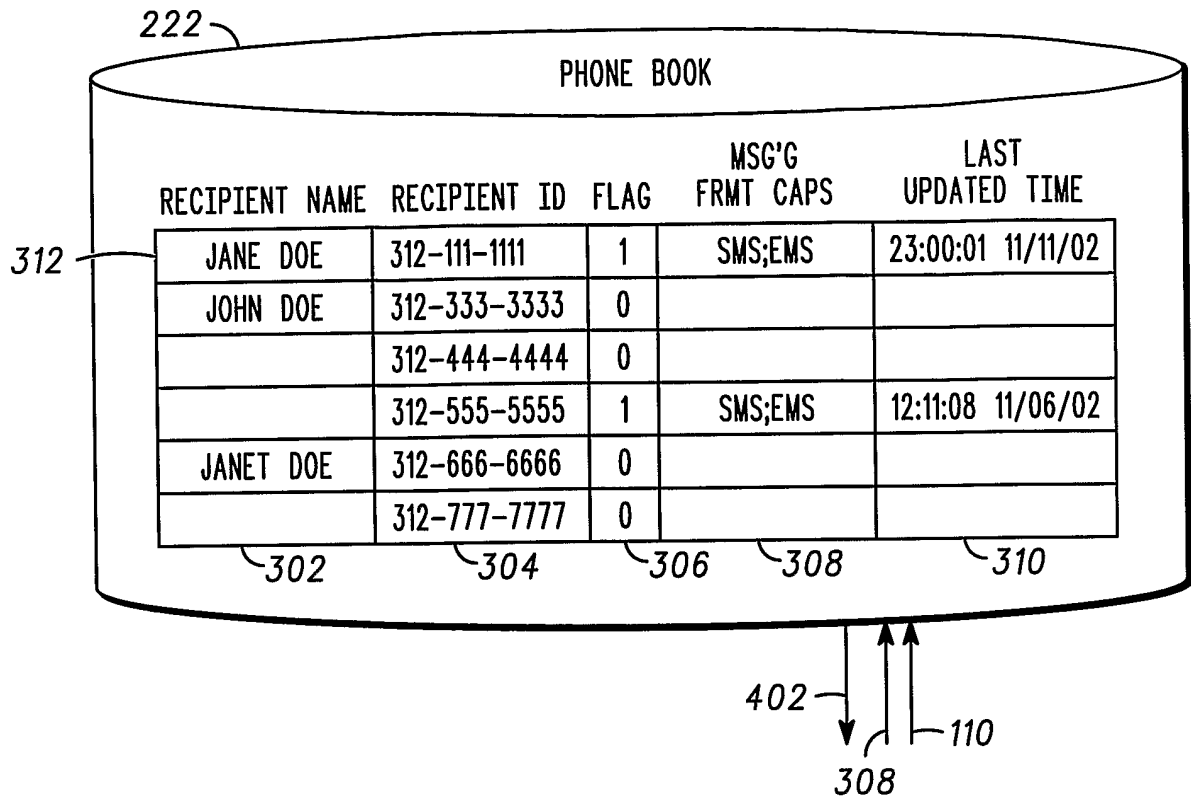 222
PHONE BOOK
MSG'G LAST
RECIPIENT NAME RECIPIENT ID FLAG FRMT CAPS UPDATED TIME
312 JANE DOE 312-111-1111 1 SMS;EMS 23:00:01 11/11/02
JOHN DOE 312-333-3333 0
312-444-4444 0
312-555-5555 1 SMS;EMS 12:11:08 11/06/02
JANET DOE 312-666-6666 0
312-777-7777 0
302 304 306 308 310
402 110
308